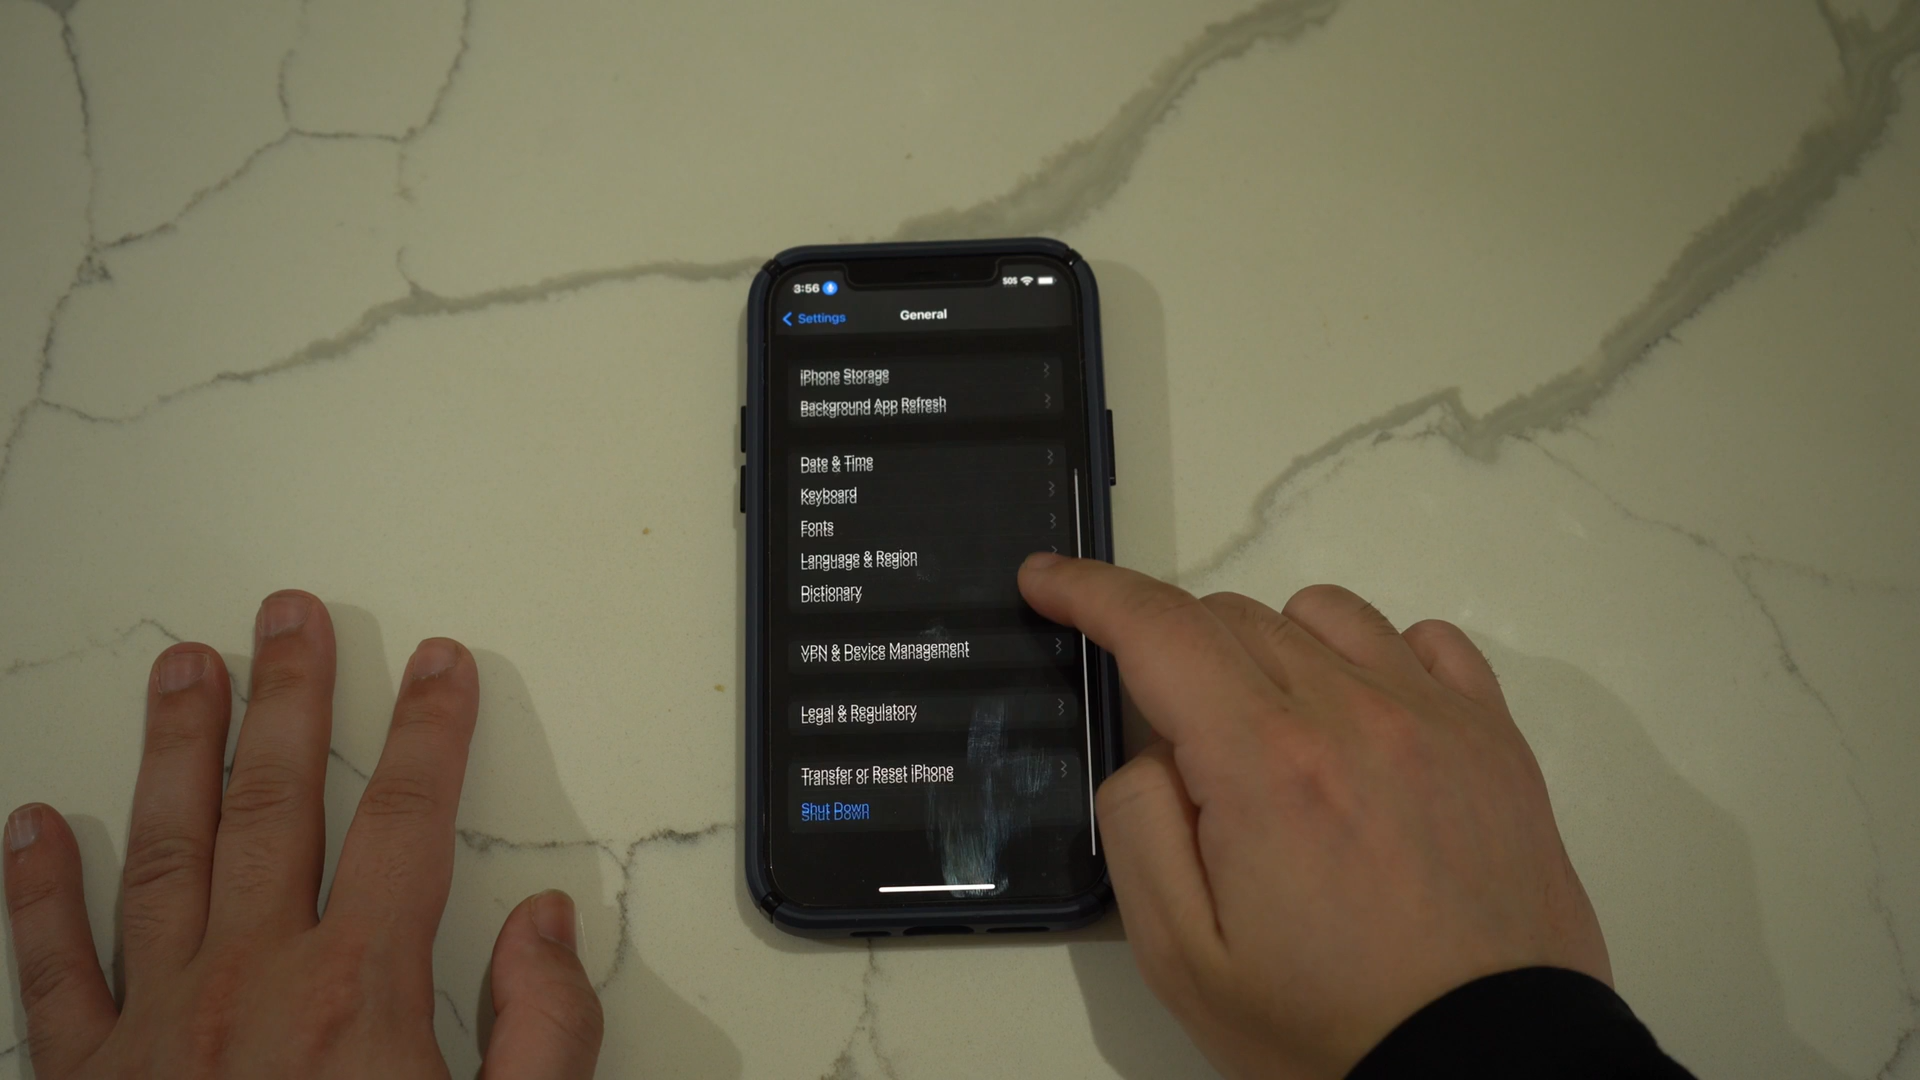 3:56
SOS
Settings
General
iPhone Storage
Background App Refresh
Date & Time
Keyboard
Fonts
Language & Region
Dictionary
VPN & Device Management
Legal & Regulatory
Transfer or Reset iPhone
Shut Down